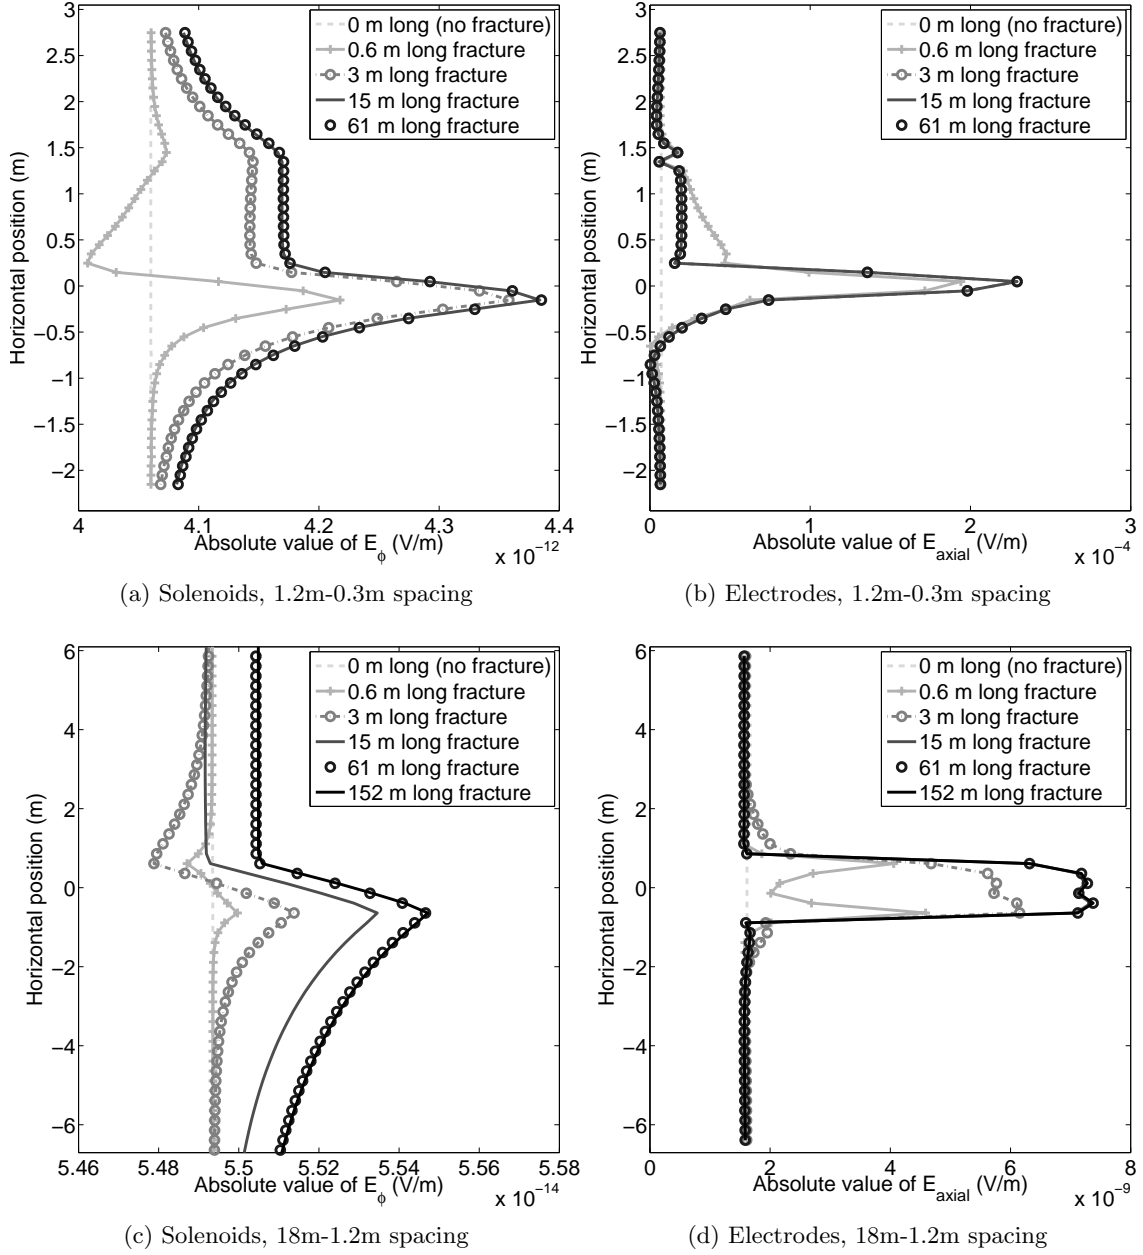 3
2.5
2
1.5
1
0.5
0
−0.5
−1
−1.5
−2
Horizontal position (m)
0 m long (no fracture)
0.6 m long fracture
3 m long fracture
15 m long fracture
61 m long fracture
4 4.1 4.2 4.3 4.4
Absolute value of E_ϕ (V/m)
x 10^−12
(a) Solenoids, 1.2m-0.3m spacing
3
2.5
2
1.5
1
0.5
0
−0.5
−1
−1.5
−2
Horizontal position (m)
0 m long (no fracture)
0.6 m long fracture
3 m long fracture
15 m long fracture
61 m long fracture
0 1 2 3
Absolute value of E_axial (V/m)
x 10^−4
(b) Electrodes, 1.2m-0.3m spacing
6
4
2
0
−2
−4
−6
Horizontal position (m)
0 m long (no fracture)
0.6 m long fracture
3 m long fracture
15 m long fracture
61 m long fracture
152 m long fracture
5.46 5.48 5.5 5.52 5.54 5.56 5.58
Absolute value of E_ϕ (V/m)
x 10^−14
(c) Solenoids, 18m-1.2m spacing
6
4
2
0
−2
−4
−6
Horizontal position (m)
0 m long (no fracture)
0.6 m long fracture
3 m long fracture
15 m long fracture
61 m long fracture
152 m long fracture
0 2 4 6 8
Absolute value of E_axial (V/m)
x 10^−9
(d) Electrodes, 18m-1.2m spacing